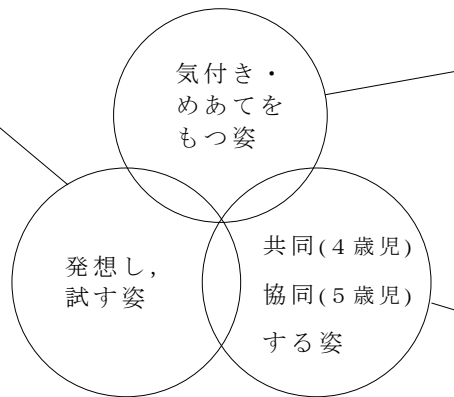 気付き・
めあてを
もつ姿
発想し，
試す姿
共同(4歳児)
協同(5歳児)
する姿